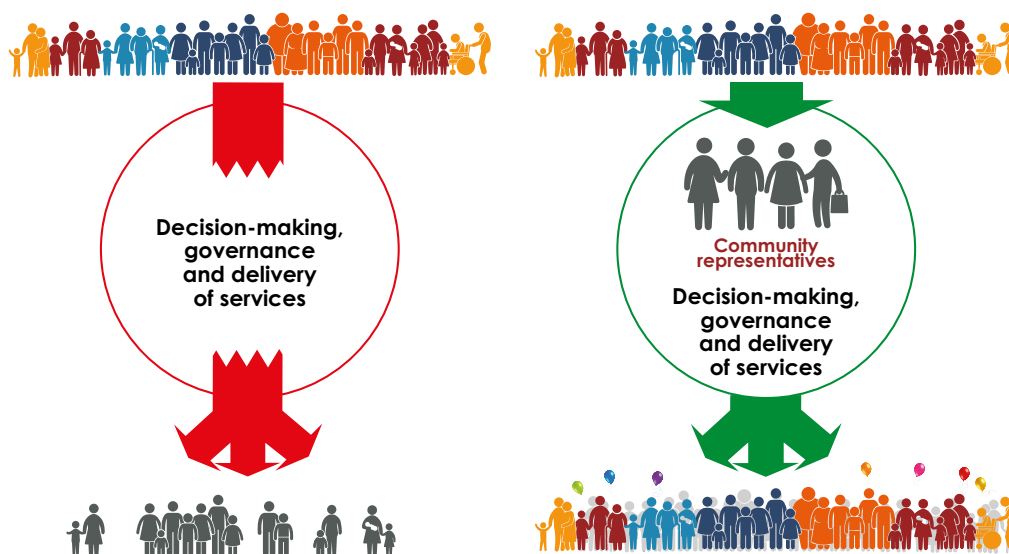 Decision-making,
governance
and delivery
of services
Community
representatives
Decision-making,
governance
and delivery
of services